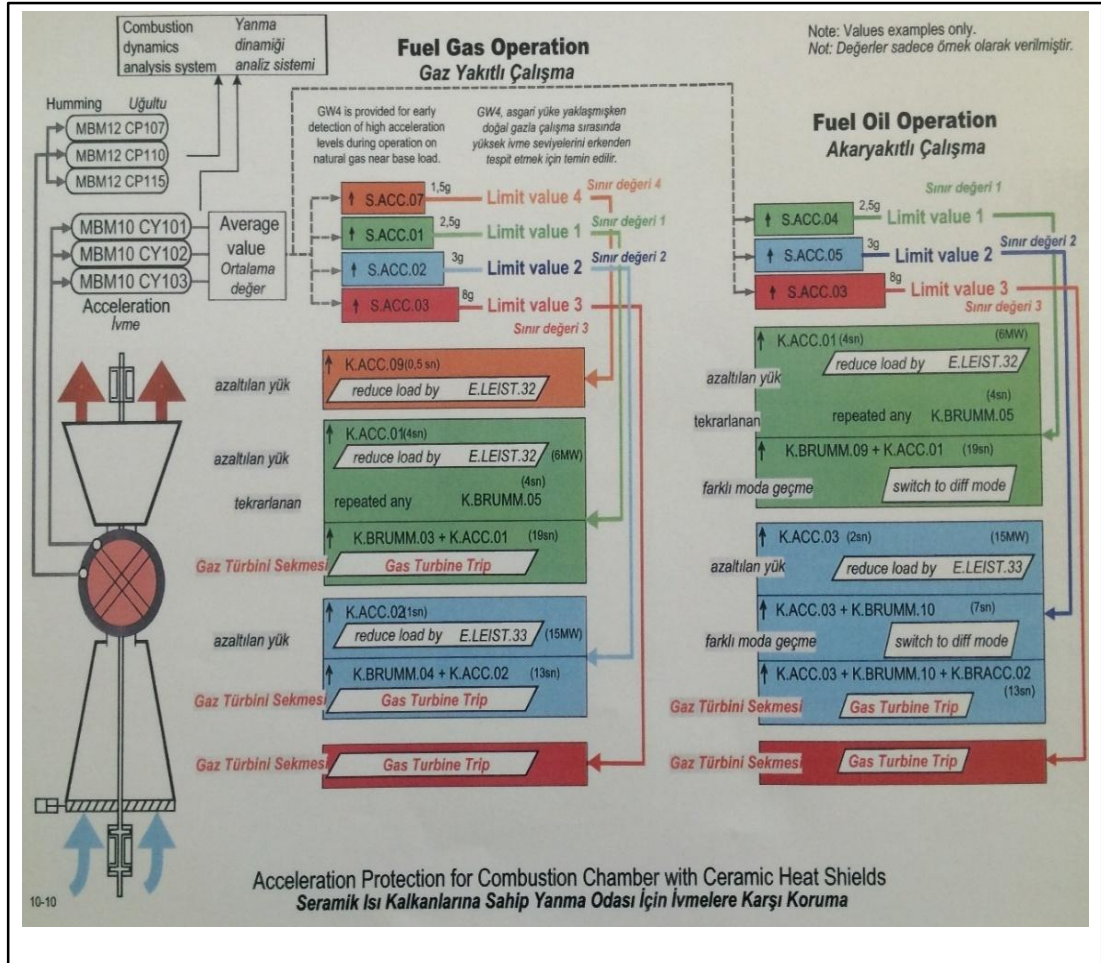 Combustion dynamics analysis system
Yanma dinamiği analiz sistemi
Fuel Gas Operation
Gaz Yakıtlı Çalışma
Note: Values examples only.
Not: Değerler sadece örnek olarak verilmiştir.
Humming Uğultu
MBM12 CP107
MBM12 CP110
MBM12 CP115
GW4 is provided for early
detection of high acceleration
levels during operation on
natural gas near base load.
GW4, asgari yüke yaklaşmışken
doğal gazla çalışma sırasında
yüksek ivme seviyelerini erkenden
tespit etmek için temin edilir.
Fuel Oil Operation
Akaryakıtlı Çalışma
MBM10 CY101
MBM10 CY102
MBM10 CY103
Acceleration
İvme
Average
value
Ortalama
değer
S.ACC.07 1,5g Limit value 4 Sınır değeri 4
S.ACC.01 2,5g Limit value 1 Sınır değeri 1
S.ACC.02 3g Limit value 2 Sınır değeri 2
S.ACC.03 8g Limit value 3
Sınır değeri 3
Sınır değeri 1
S.ACC.04 2,5g Limit value 1
S.ACC.05 3g Limit value 2 Sınır değeri 2
S.ACC.03 8g Limit value 3
Sınır değeri 3
K.ACC.09(0,5 sn)
azaltılan yük reduce load by E.LEIST.32
K.ACC.01(4sn)
azaltılan yük reduce load by E.LEIST.32 (6MW)
(4sn)
tekrarlanan repeated any K.BRUMM.05
K.BRUMM.03 + K.ACC.01 (19sn)
Gaz Türbini Sekmesi Gas Turbine Trip
K.ACC.02(1sn)
azaltılan yük reduce load by E.LEIST.33 (15MW)
K.BRUMM.04 + K.ACC.02 (13sn)
Gaz Türbini Sekmesi Gas Turbine Trip
Gaz Türbini Sekmesi Gas Turbine Trip
K.ACC.01 (4sn) (6MW)
azaltılan yük reduce load by E.LEIST.32
(4sn)
tekrarlanan repeated any K.BRUMM.05
K.BRUMM.09 + K.ACC.01 (19sn)
farklı moda geçme switch to diff mode
K.ACC.03 (2sn) (15MW)
azaltılan yük reduce load by E.LEIST.33
K.ACC.03 + K.BRUMM.10 (7sn)
farklı moda geçme switch to diff mode
K.ACC.03 + K.BRUMM.10 + K.BRACC.02
(13sn)
Gaz Türbini Sekmesi Gas Turbine Trip
Gaz Türbini Sekmesi Gas Turbine Trip
Acceleration Protection for Combustion Chamber with Ceramic Heat Shields
10-10
Seramik Isı Kalkanlarına Sahip Yanma Odası İçin İvmelere Karşı Koruma